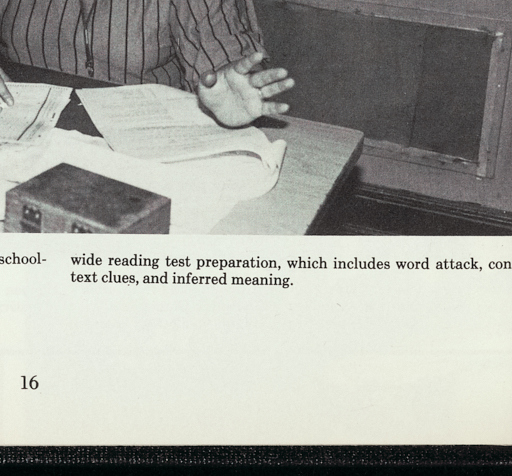 school-
wide reading test preparation, which includes word attack, con
text clues, and inferred meaning.
16